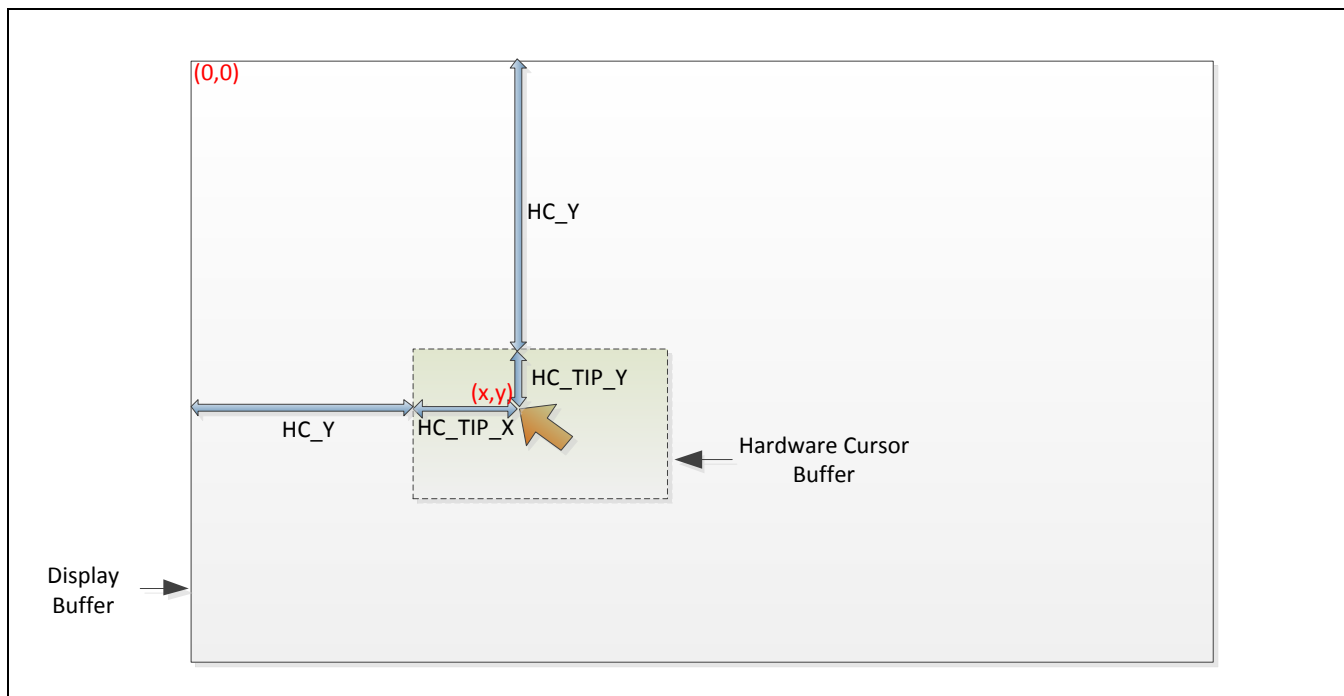 (0,0)
HC_Y
HC_TIP_Y
(x,y)
HC_Y
HC_TIP_X
Hardware Cursor
Buffer
Display
Buffer